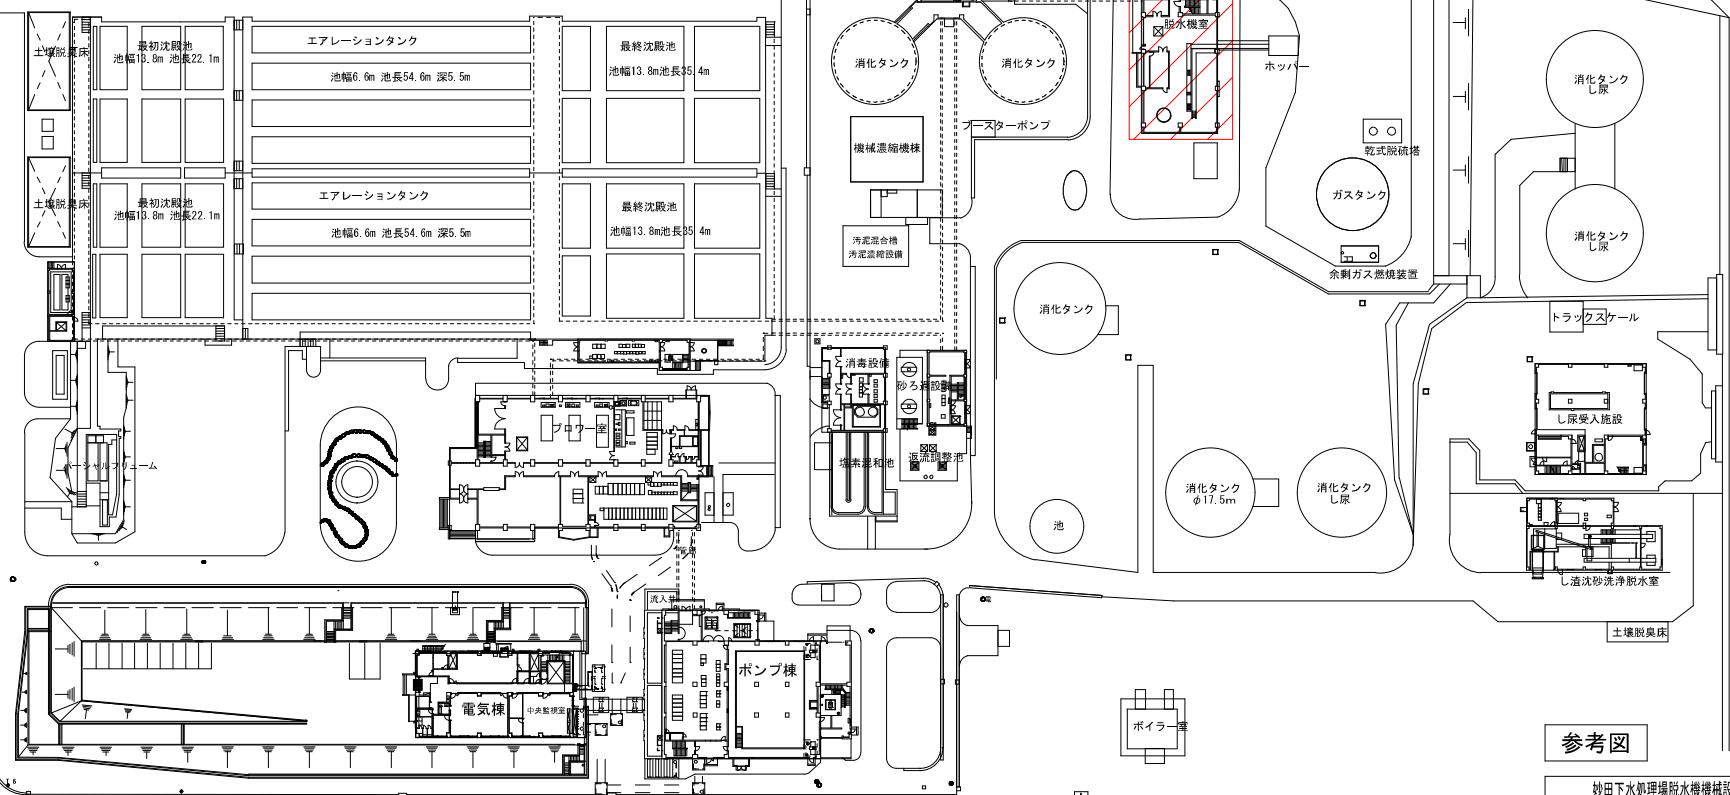 脱水機室
ホッパー
土壌脱臭床
最初沈殿池
池幅13.8m 池長22.1m
エアレーションタンク
池幅6.6m 池長54.6m 深5.5m
最終沈殿池
池幅13.8m池長35.4m
消化タンク
消化タンク
消化タンク
し尿
ブースターポンプ
機械濃縮機棟
乾式脱硫塔
土壌脱臭床
最初沈殿池
池幅13.8m 池長22.1m
エアレーションタンク
池幅6.6m 池長54.6m 深5.5m
最終沈殿池
池幅13.8m池長35.4m
ガスタンク
汚泥混合槽
汚泥濃縮設備
消化タンク
し尿
余剰ガス燃焼装置
消化タンク
トラックスケール
消毒設備
砂ろ過設備
ブロワー室
し尿受入施設
パーシャルフリューム
塩素混和池
返流調整池
消化タンク
φ17.5m
消化タンク
し尿
池
管廊
し渣沈砂洗浄脱水室
流入井
土壌脱臭床
ポンプ棟
電気棟
中央監視室
ボイラー室
参考図
妙田下水処理場脱水機機械設